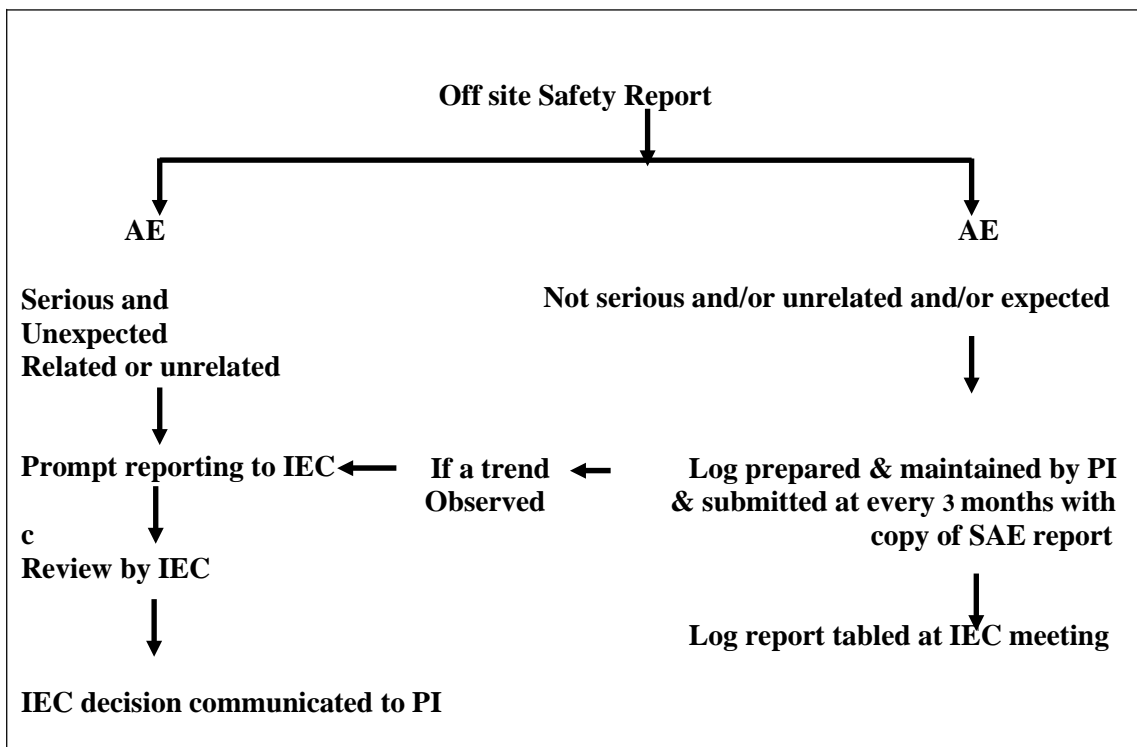 Off site Safety Report
AE
AE
Serious and
Unexpected
Related or unrelated
Not serious and/or unrelated and/or expected
Prompt reporting to IEC
If a trend
Observed
Log prepared & maintained by PI
& submitted at every 3 months with
copy of SAE report
c
Review by IEC
Log report tabled at IEC meeting
IEC decision communicated to PI